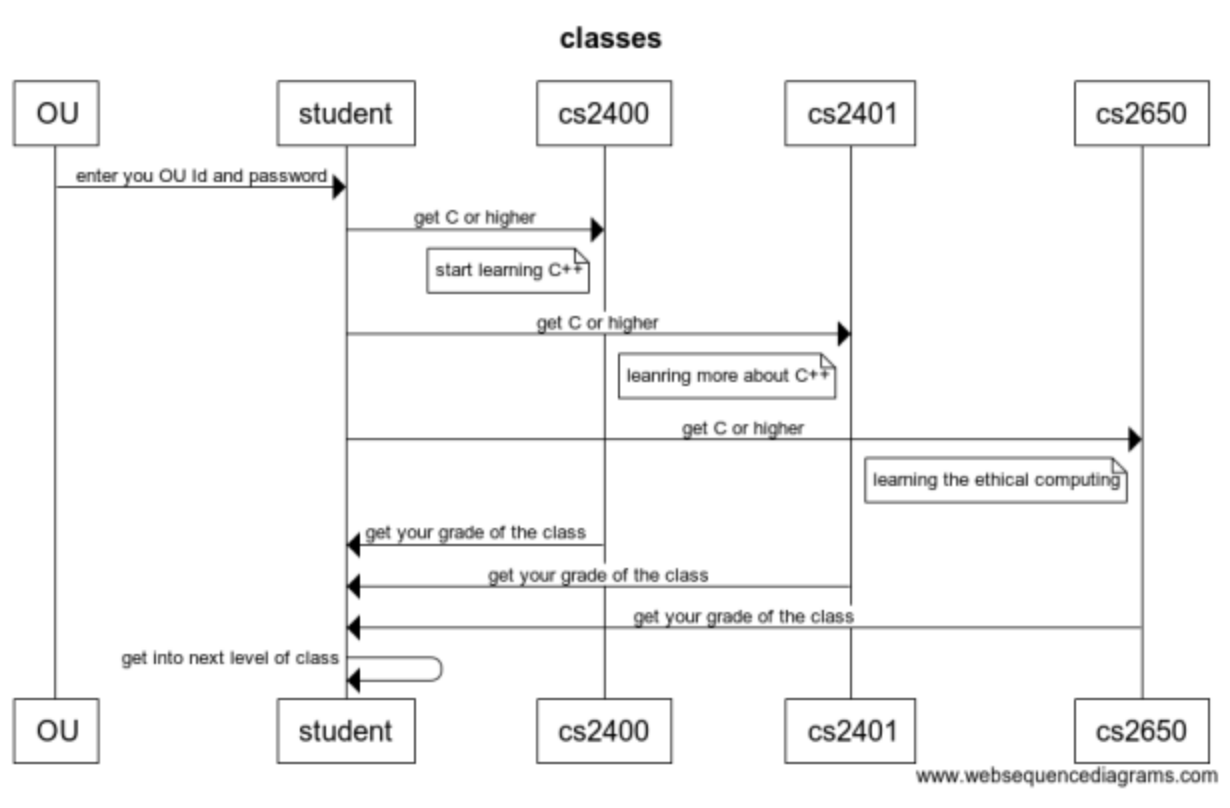 classes
OU student cs2400 cs2401 cs2650
enter you OU Id and password
get C or higher
start learning C++
get C or higher
leanring more about C++
get C or higher
learning the ethical computing
get your grade of the class
get your grade of the class
get your grade of the class
get into next level of class
OU student cs2400 cs2401 cs2650
www.websequencediagrams.com